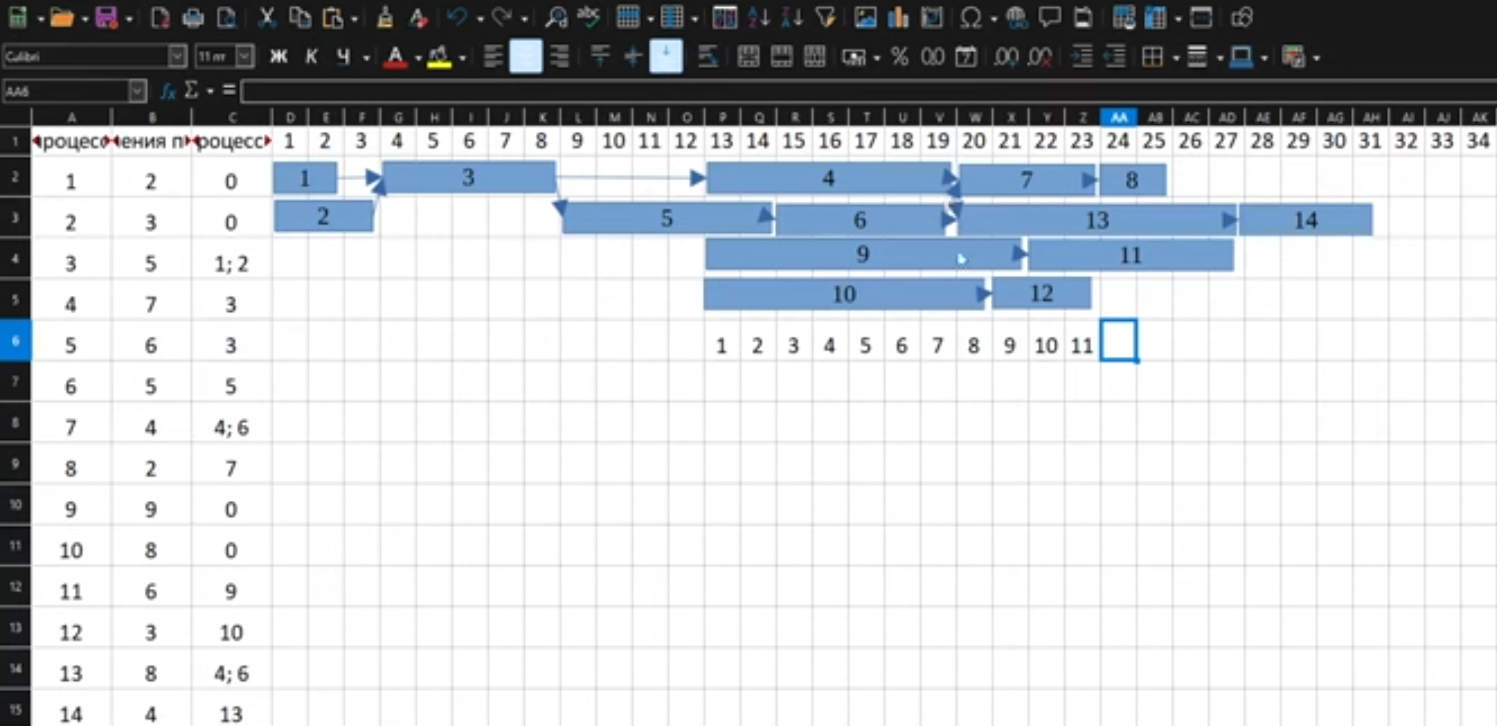 Calibri 11 пт Ж К Ч А
AA6 fx Σ =
A B C D E F G H I J K L M N O P Q R S T U V W X Y Z AA AB AC AD AE AF AG AH AI AJ AK
1 процесс ения п процесс 1 2 3 4 5 6 7 8 9 10 11 12 13 14 15 16 17 18 19 20 21 22 23 24 25 26 27 28 29 30 31 32 33 34
2 1 2 0 1 3 4 7 8
3 2 3 0 2 5 6 13 14
4 3 5 1; 2 9 11
5 4 7 3 10 12
6 5 6 3 1 2 3 4 5 6 7 8 9 10 11
7 6 5 5
8 7 4 4; 6
9 8 2 7
10 9 9 0
11 10 8 0
12 11 6 9
13 12 3 10
14 13 8 4; 6
15 14 4 13